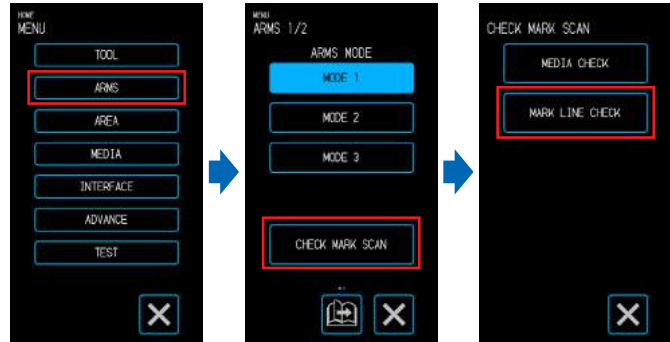 HOME
MENU
TOOL
ARMS
AREA
MEDIA
INTERFACE
ADVANCE
TEST
MENU
ARMS 1/2
ARMS MODE
MODE 1
MODE 2
MODE 3
CHECK MARK SCAN
CHECK MARK SCAN
MEDIA CHECK
MARK LINE CHECK